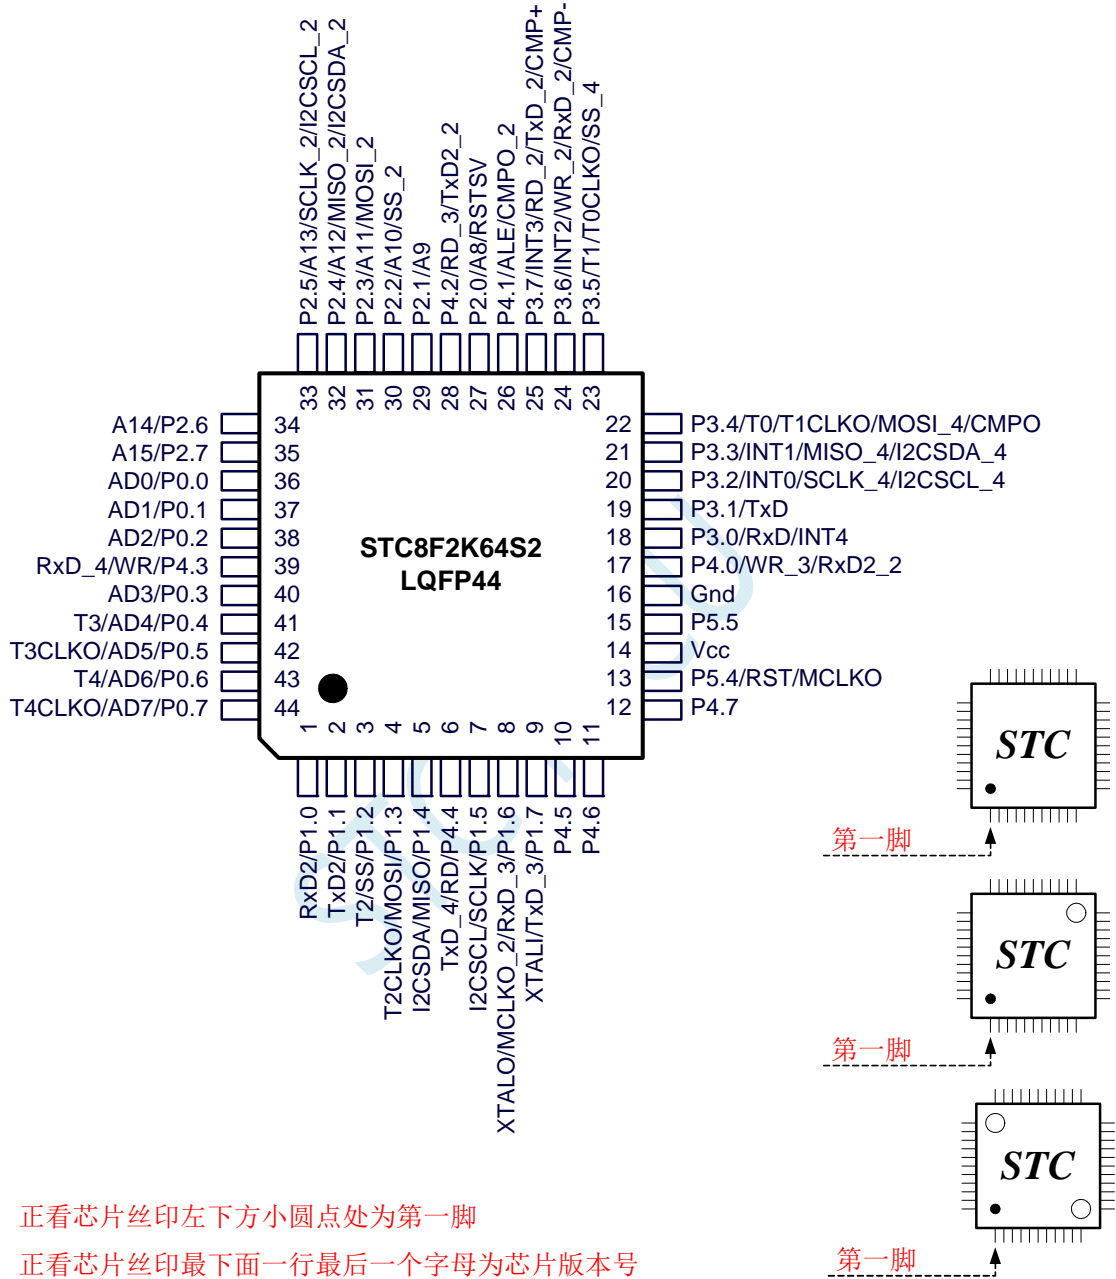 P2.5/A13/SCLK_2/I2CSCL_2
P2.4/A12/MISO_2/I2CSDA_2
P2.3/A11/MOSI_2
P2.2/A10/SS_2
P2.1/A9
P4.2/RD_3/TxD2_2
P2.0/A8/RSTSV
P4.1/ALE/CMPO_2
P3.7/INT3/RD_2/TxD_2/CMP+
P3.6/INT2/WR_2/RxD_2/CMP-
P3.5/T1/T0CLKO/SS_4
33 32 31 30 29 28 27 26 25 24 23
A14/P2.6 34
A15/P2.7 35
AD0/P0.0 36
AD1/P0.1 37
AD2/P0.2 38
RxD_4/WR/P4.3 39
AD3/P0.3 40
T3/AD4/P0.4 41
T3CLKO/AD5/P0.5 42
T4/AD6/P0.6 43
T4CLKO/AD7/P0.7 44
STC8F2K64S2
LQFP44
22 P3.4/T0/T1CLKO/MOSI_4/CMPO
21 P3.3/INT1/MISO_4/I2CSDA_4
20 P3.2/INT0/SCLK_4/I2CSCL_4
19 P3.1/TxD
18 P3.0/RxD/INT4
17 P4.0/WR_3/RxD2_2
16 Gnd
15 P5.5
14 Vcc
13 P5.4/RST/MCLKO
12 P4.7
1 2 3 4 5 6 7 8 9 10 11
RxD2/P1.0
TxD2/P1.1
T2/SS/P1.2
T2CLKO/MOSI/P1.3
I2CSDA/MISO/P1.4
TxD_4/RD/P4.4
I2CSCL/SCLK/P1.5
XTALO/MCLKO_2/RxD_3/P1.6
XTALI/TxD_3/P1.7
P4.5
P4.6
STC
第一脚
STC
第一脚
STC
第一脚
正看芯片丝印左下方小圆点处为第一脚
正看芯片丝印最下面一行最后一个字母为芯片版本号